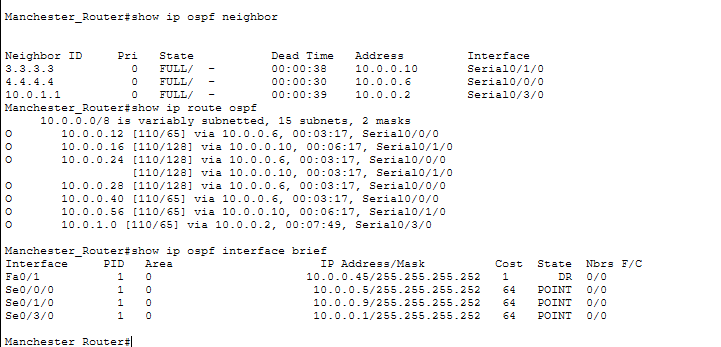 Manchester_Router#show ip ospf neighbor
Neighbor ID     Pri   State           Dead Time   Address         Interface
3.3.3.3           0   FULL/  -        00:00:38    10.0.0.10       Serial0/1/0
4.4.4.4           0   FULL/  -        00:00:30    10.0.0.6        Serial0/0/0
10.0.1.1          0   FULL/  -        00:00:39    10.0.0.2        Serial0/3/0
Manchester_Router#show ip route ospf
     10.0.0.0/8 is variably subnetted, 15 subnets, 2 masks
O       10.0.0.12 [110/65] via 10.0.0.6, 00:03:17, Serial0/0/0
O       10.0.0.16 [110/128] via 10.0.0.10, 00:06:17, Serial0/1/0
O       10.0.0.24 [110/128] via 10.0.0.6, 00:03:17, Serial0/0/0
                  [110/128] via 10.0.0.10, 00:03:17, Serial0/1/0
O       10.0.0.28 [110/128] via 10.0.0.6, 00:03:17, Serial0/0/0
O       10.0.0.40 [110/65] via 10.0.0.6, 00:03:17, Serial0/0/0
O       10.0.0.56 [110/128] via 10.0.0.10, 00:06:17, Serial0/1/0
O       10.0.1.0 [110/65] via 10.0.0.2, 00:07:49, Serial0/3/0
Manchester_Router#show ip ospf interface brief
Interface     PID   Area                     IP Address/Mask          Cost  State  Nbrs F/C
Fa0/1         1     0                      10.0.0.45/255.255.255.252   1       DR  0/0
Se0/0/0       1     0                      10.0.0.5/255.255.255.252   64    POINT  0/0
Se0/1/0       1     0                      10.0.0.9/255.255.255.252   64    POINT  0/0
Se0/3/0       1     0                      10.0.0.1/255.255.255.252   64    POINT  0/0
Manchester_Router#